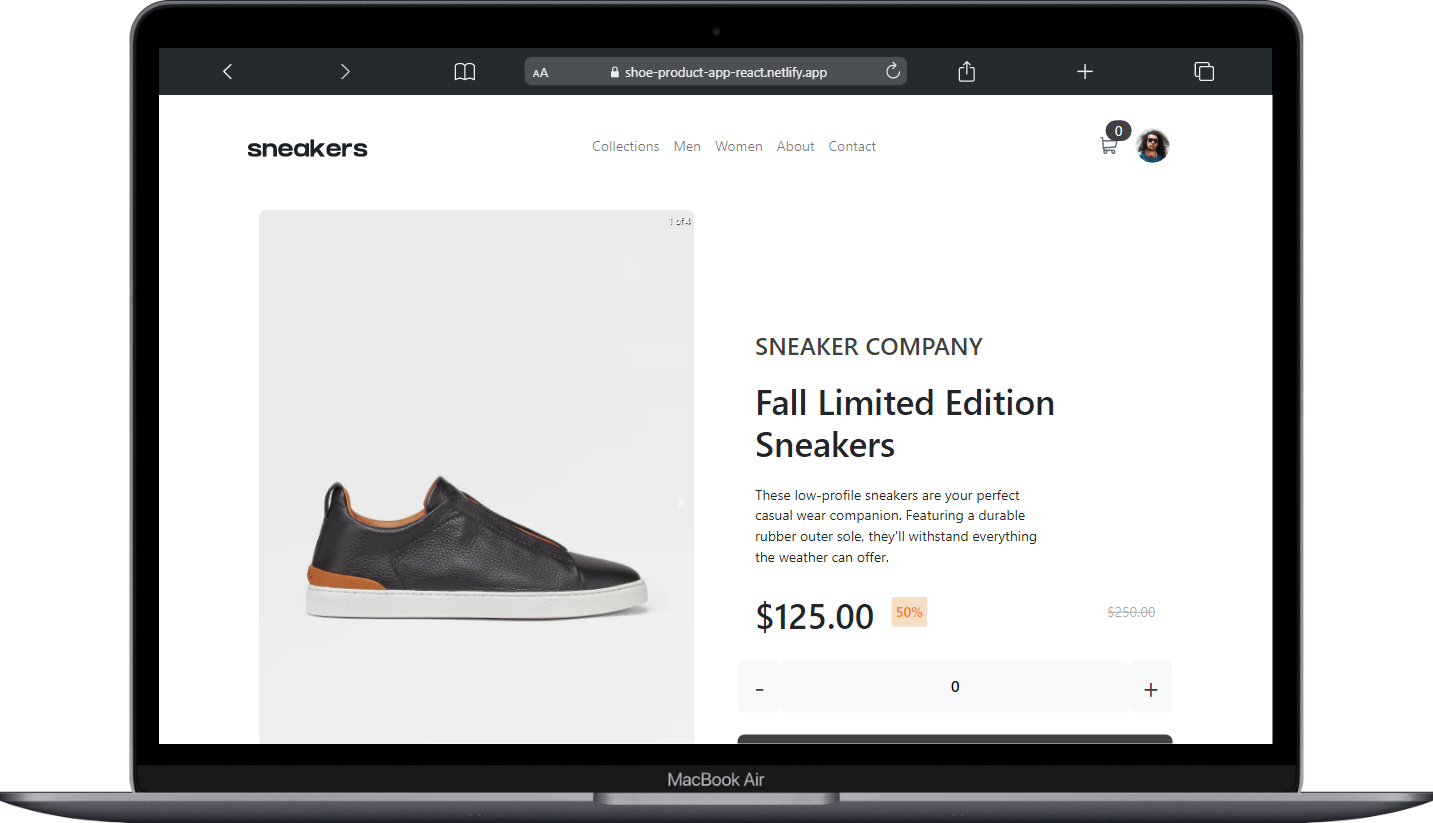 AA shoe-product-app-react.netlify.app
sneakers Collections Men Women About Contact 0
1 of 4
SNEAKER COMPANY
Fall Limited Edition
Sneakers
These low-profile sneakers are your perfect
casual wear companion. Featuring a durable
rubber outer sole, they'll withstand everything
the weather can offer.
$125.00 50% $250.00
- 0 +
MacBook Air